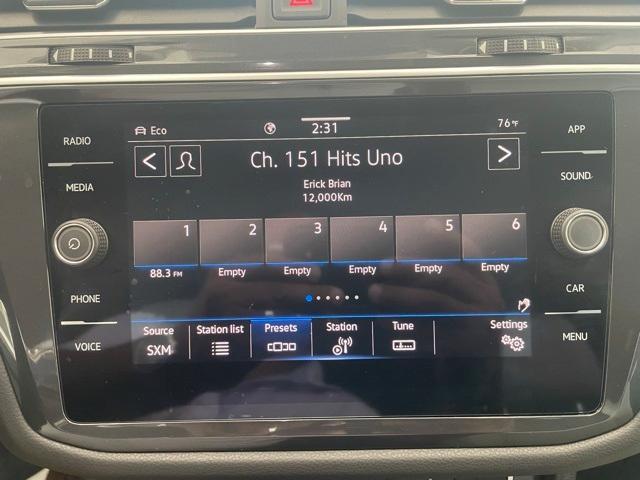 RADIO
MEDIA
PHONE
VOICE
Eco
2:31
76°F
Ch. 151 Hits Uno
Erick Brian
12,000Km
1 2 3 4 5 6
88.3 FM Empty Empty Empty Empty Empty
Source Station list Presets Station Tune Settings
SXM
APP
SOUND
CAR
MENU